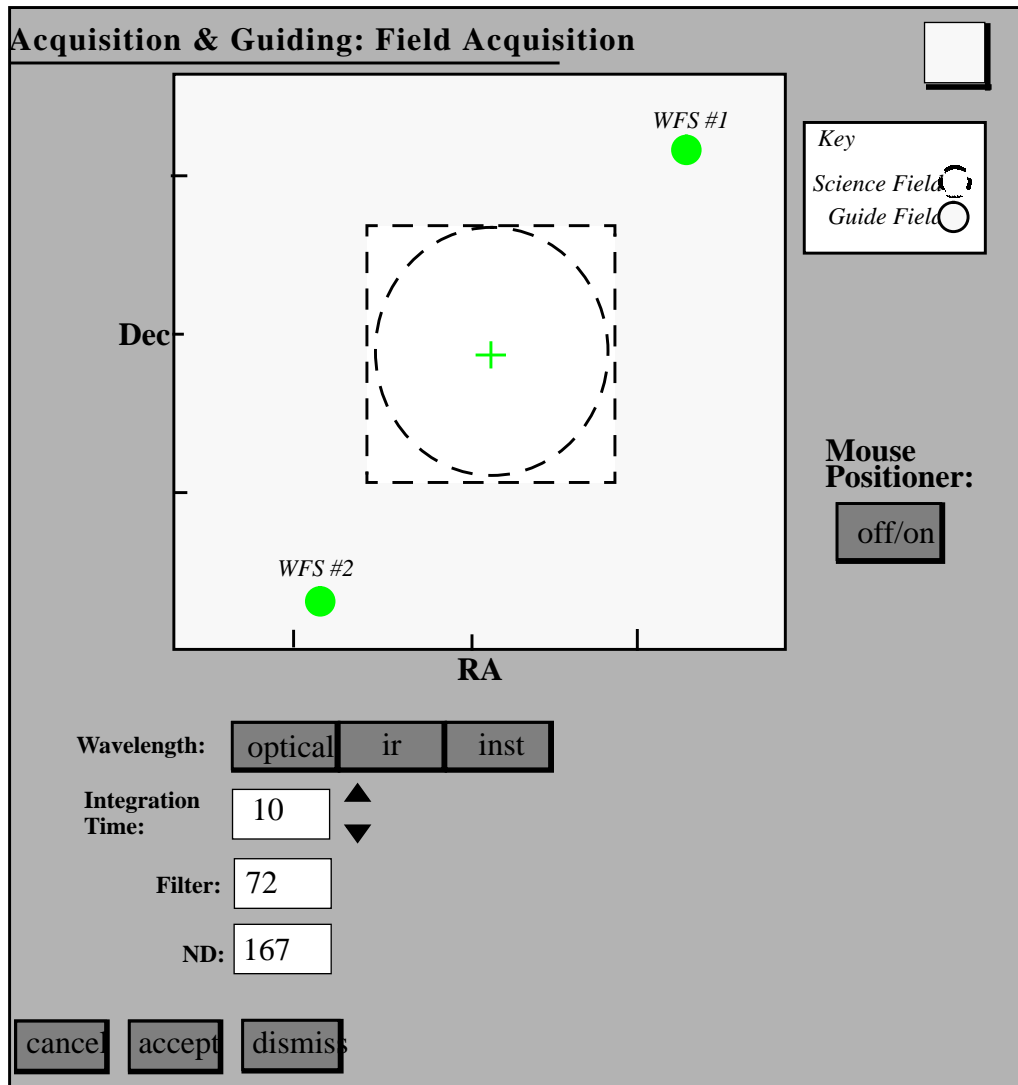 Acquisition & Guiding: Field Acquisition
WFS #1
Key
Science Field
Guide Field
Dec
Mouse
Positioner:
off/on
WFS #2
RA
Wavelength:
optical
ir
inst
Integration
Time:
10
Filter:
72
ND:
167
cancel
accept
dismiss